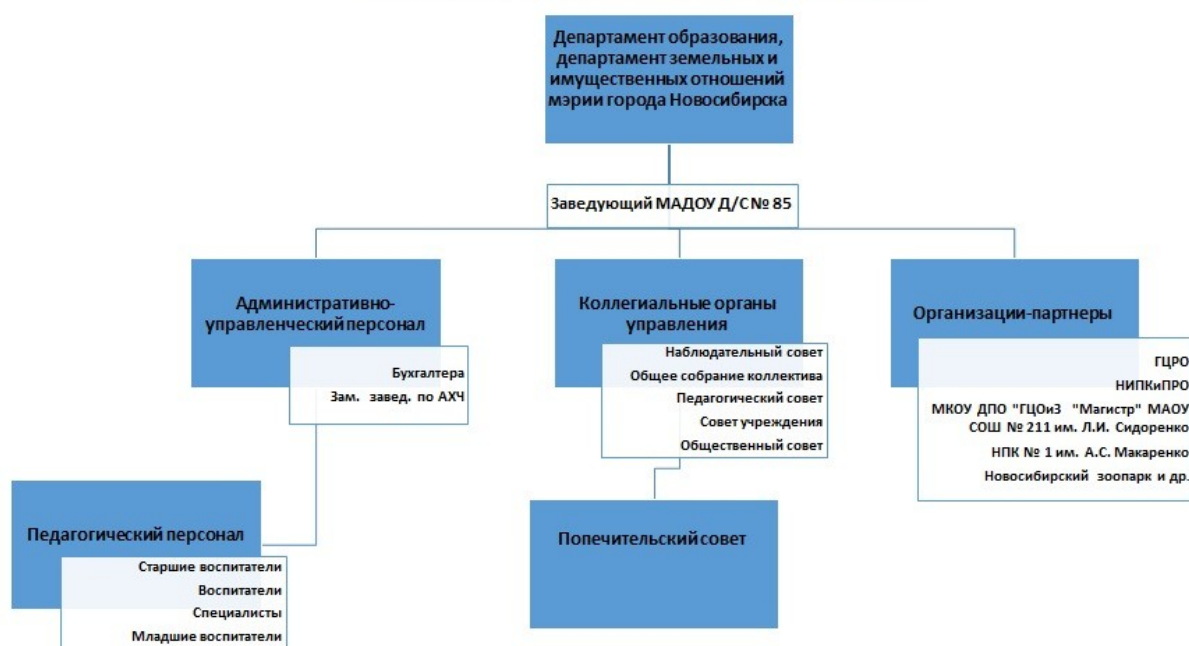 Департамент образования,
департамент земельных и
имущественных отношений
мэрии города Новосибирска
Заведующий МАДОУ Д/С № 85
Административно-
управленческий персонал
Бухгалтера
Зам. завед. по АХЧ
Коллегиальные органы
управления
Наблюдательный совет
Общее собрание коллектива
Педагогический совет
Совет учреждения
Общественный совет
Организации-партнеры
ГЦРО
НИПКиПРО
МКОУ ДПО "ГЦОиЗ "Магистр" МАОУ
СОШ № 211 им. Л.И. Сидоренко
НПК № 1 им. А.С. Макаренко
Новосибирский зоопарк и др.
Педагогический персонал
Старшие воспитатели
Воспитатели
Специалисты
Младшие воспитатели
Попечительский совет